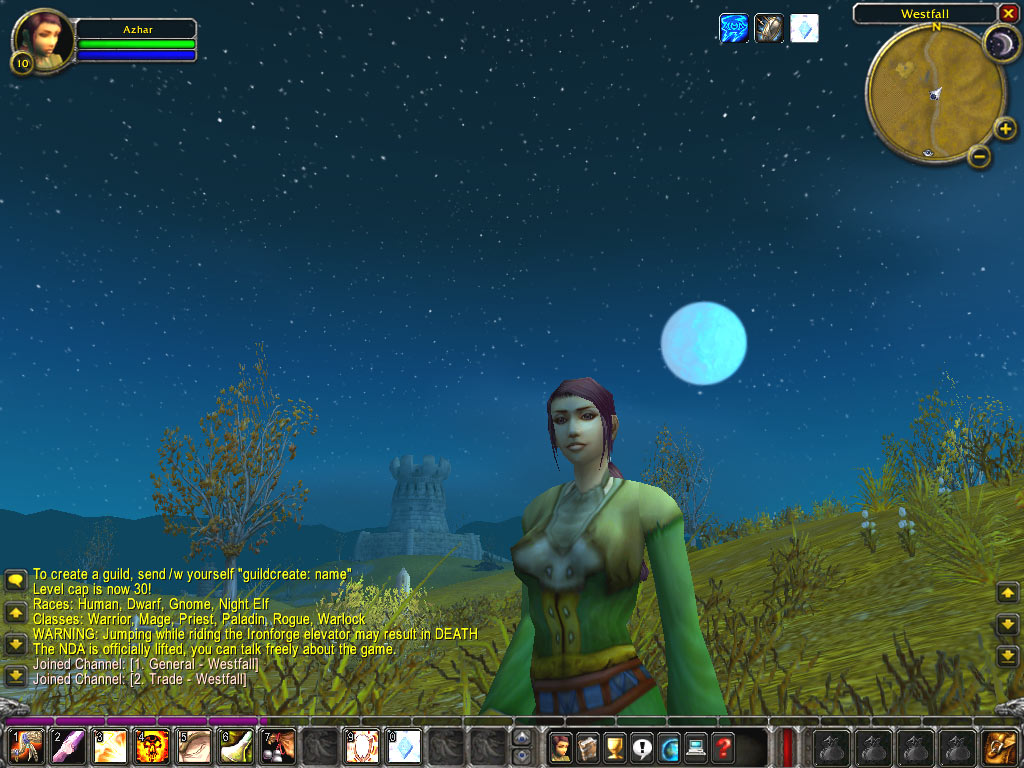 Azhar
Westfall
N
10
To create a guild, send /w yourself "guildcreate: name"
Level cap is now 30!
Races: Human, Dwarf, Gnome, Night Elf
Classes: Warrior, Mage, Priest, Paladin, Rogue, Warlock
WARNING: Jumping while riding the Ironforge elevator may result in DEATH
The NDA is officially lifted, you can talk freely about the game.
Joined Channel: [1. General - Westfall]
Joined Channel: [2. Trade - Westfall]
1 2 3 4 5 6 7 9 0